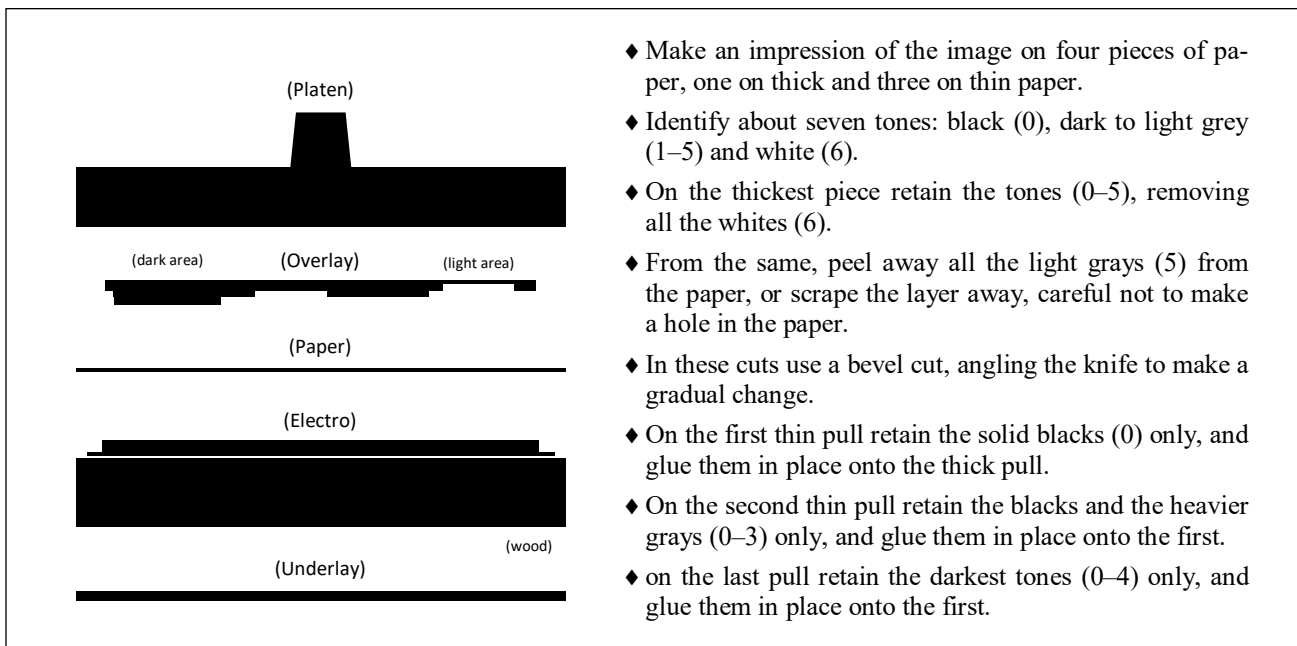 (Platen)
(dark area)
(Overlay)
(light area)
(Paper)
(Electro)
(wood)
(Underlay)
♦ Make an impression of the image on four pieces of pa-
per, one on thick and three on thin paper.
♦ Identify about seven tones: black (0), dark to light grey
(1–5) and white (6).
♦ On the thickest piece retain the tones (0–5), removing
all the whites (6).
♦ From the same, peel away all the light grays (5) from
the paper, or scrape the layer away, careful not to make
a hole in the paper.
♦ In these cuts use a bevel cut, angling the knife to make a
gradual change.
♦ On the first thin pull retain the solid blacks (0) only, and
glue them in place onto the thick pull.
♦ On the second thin pull retain the blacks and the heavier
grays (0–3) only, and glue them in place onto the first.
♦ on the last pull retain the darkest tones (0–4) only, and
glue them in place onto the first.